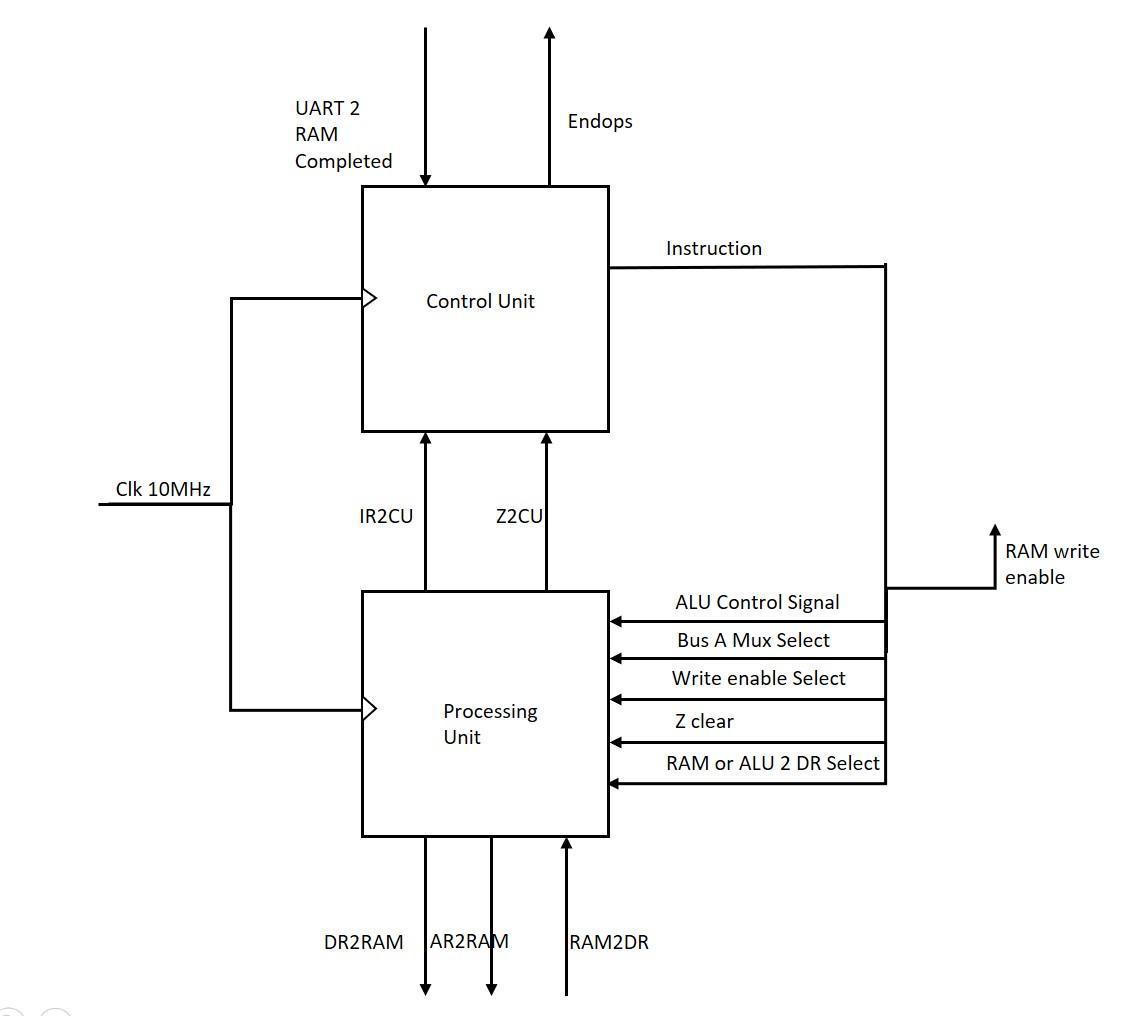 UART 2
RAM
Completed
Endops
Instruction
Control Unit
Clk 10MHz
IR2CU
Z2CU
RAM write
enable
ALU Control Signal
Bus A Mux Select
Write enable Select
Z clear
RAM or ALU 2 DR Select
Processing
Unit
DR2RAM
AR2RAM
RAM2DR